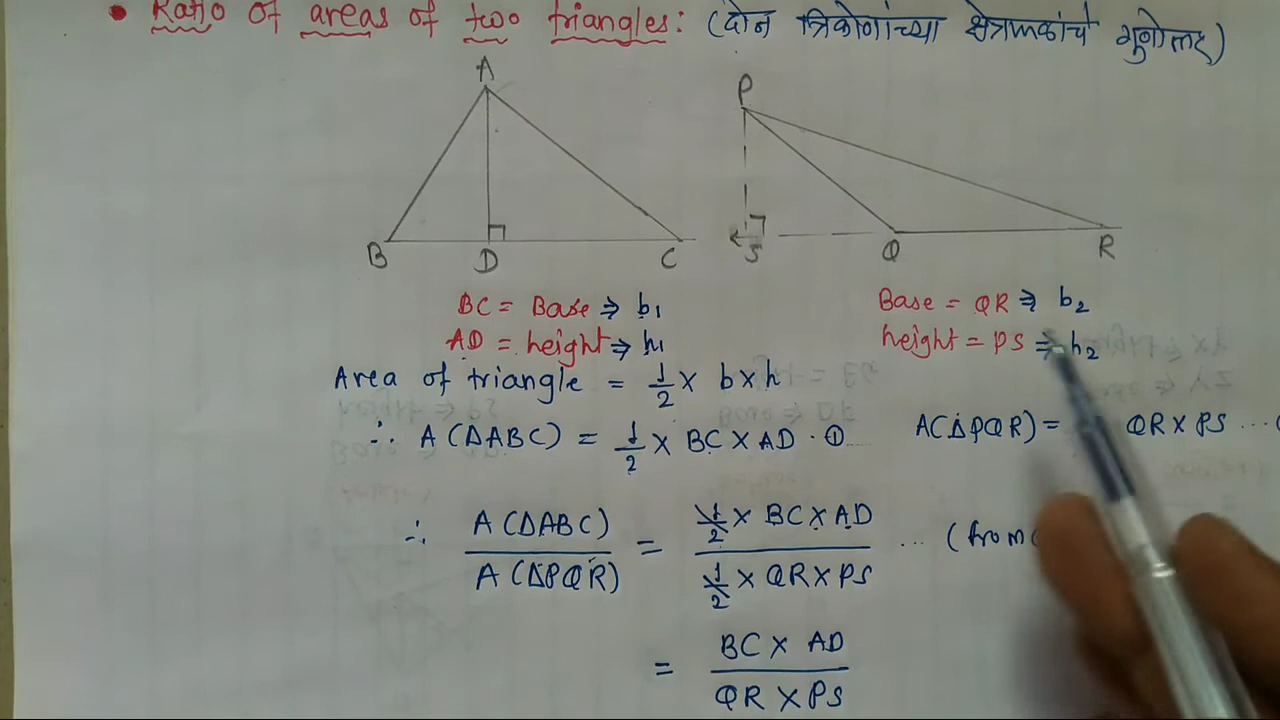 • Ratio of areas of two triangles: (दोन त्रिकोणांच्या क्षेत्रफळांचे गुणोत्तर)
A
P
B D C
S Q R
BC = Base ⇒ b₁
Base = QR ⇒ b₂
AD = height ⇒ h₁
height = PS ⇒ h₂
Area of triangle = 1/2 × b × h
∴ A(ΔABC) = 1/2 × BC × AD . ①
A(ΔPQR) = QR × PS ...
∴ A(ΔABC) / A(ΔPQR) = 1/2 × BC × AD / 1/2 × QR × PS ... (from
= BC × AD / QR × PS